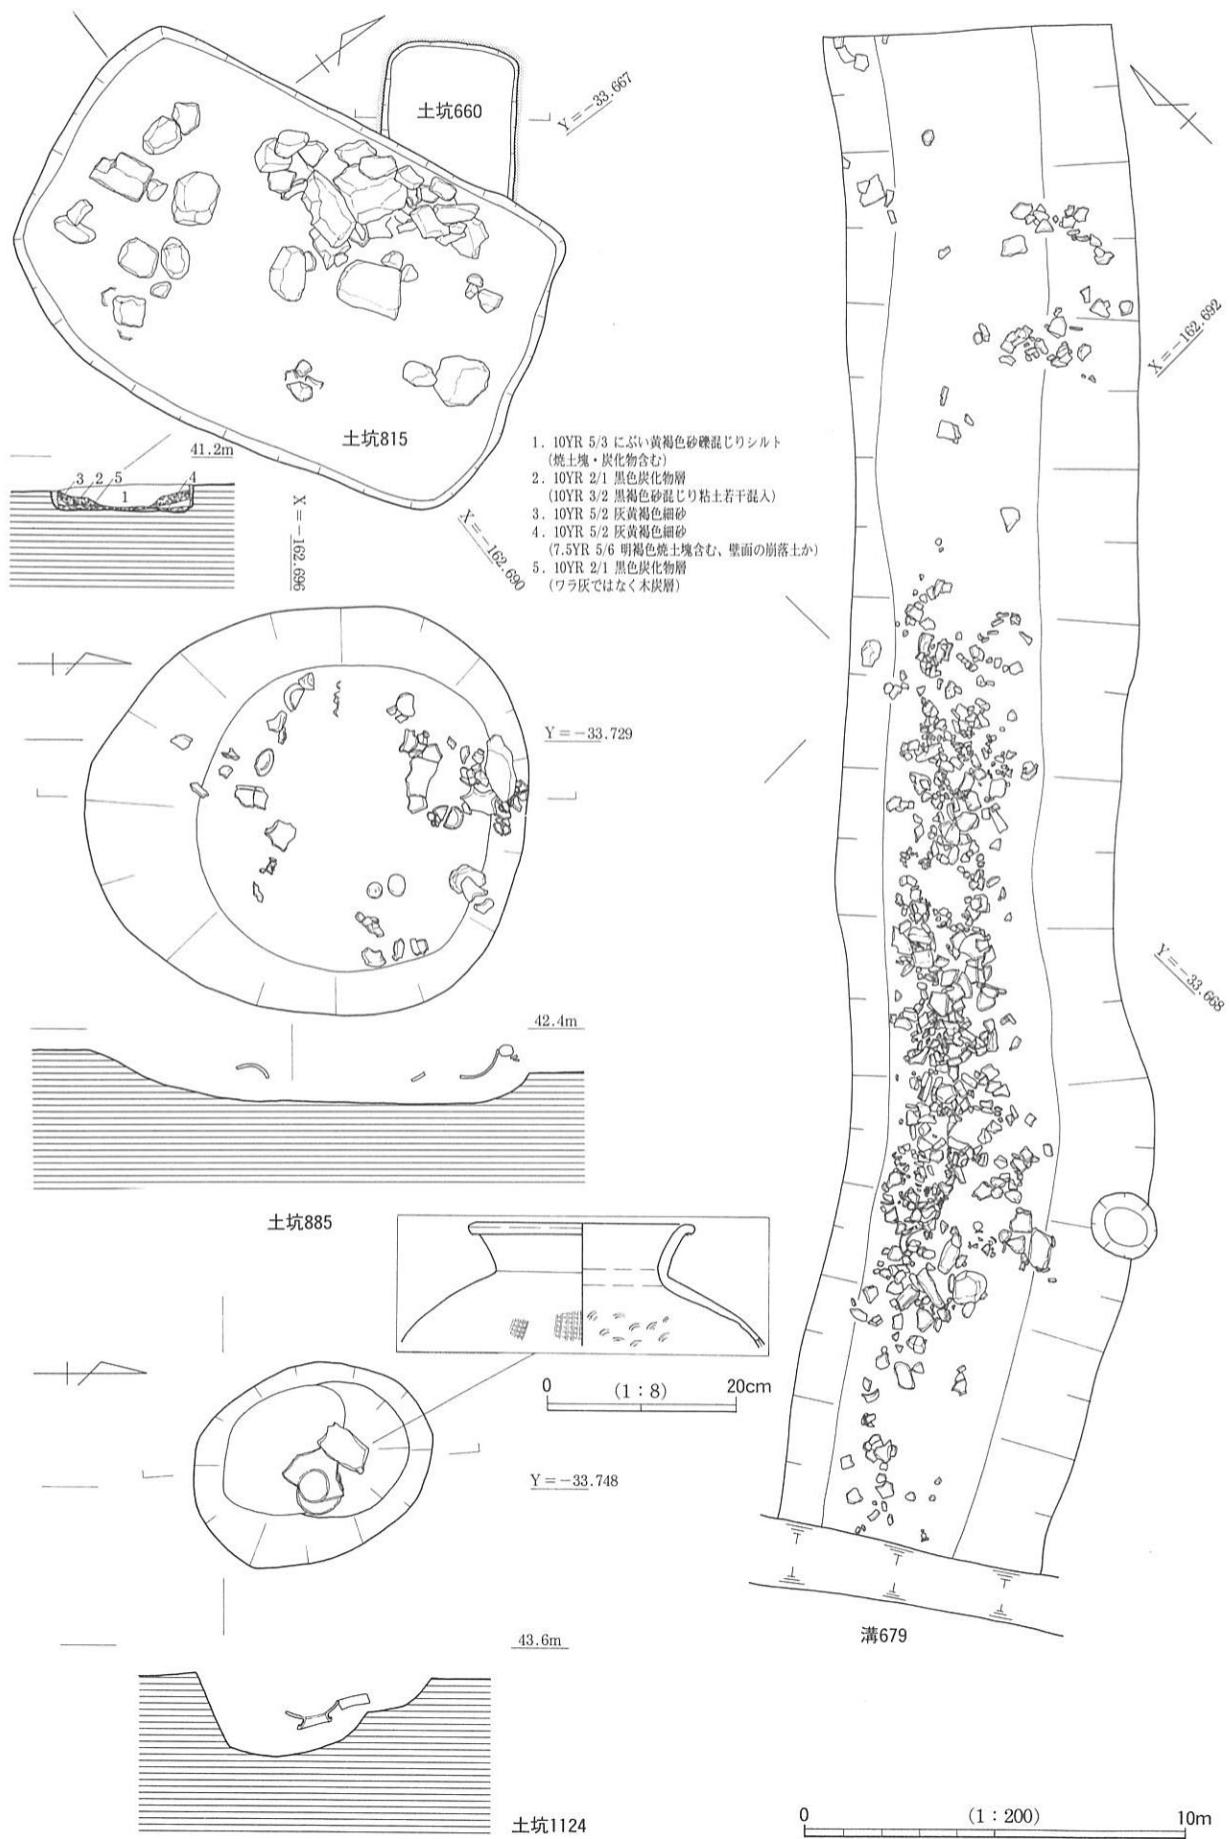 土坑660
Y=-33.667
土坑815
41.2m
3 2 5
1
4
X=-162.696
X=-162.690
1. 10YR 5/3 にぶい黄褐色砂礫混じりシルト
(焼土塊・炭化物含む)
2. 10YR 2/1 黒色炭化物層
(10YR 3/2 黒褐色砂混じり粘土若干混入)
3. 10YR 5/2 灰黄褐色細砂
4. 10YR 5/2 灰黄褐色細砂
(7.5YR 5/6 明褐色焼土塊含む、壁面の崩落土か)
5. 10YR 2/1 黒色炭化物層
(ワラ灰ではなく木炭層)
X=-162.692
Y=-33.729
Y=-33.668
42.4m
土坑885
0 (1:8) 20cm
Y=-33.748
43.6m
溝679
土坑1124
0 (1:200) 10m